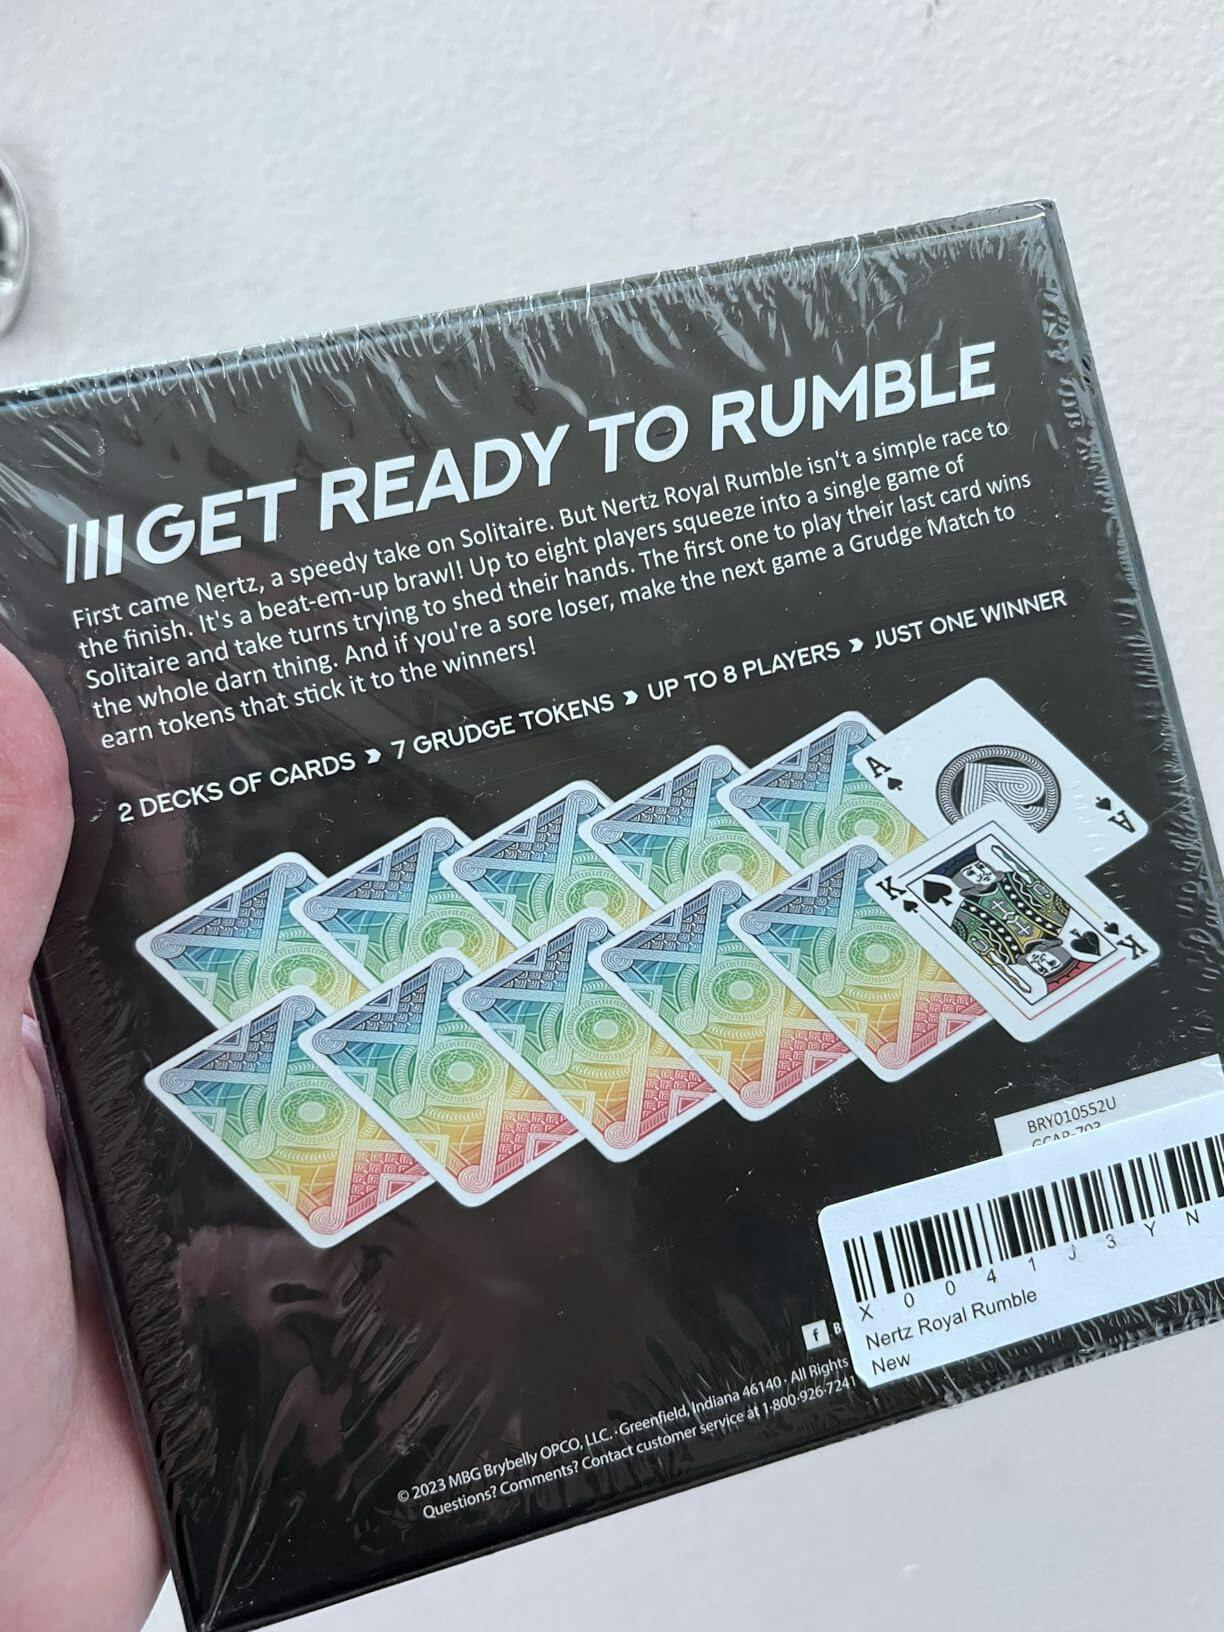 GET READY TO RUMBLE
First came Nertz, a speedy take on Solitaire. But Nertz Royal Rumble isn't a simple race to
the finish. It's a beat-em-up brawl! Up to eight players squeeze into a single game of
Solitaire and take turns trying to shed their hands. The first one to play their last card wins
the whole darn thing. And if you're a sore loser, make the next game a Grudge Match to
earn tokens that stick it to the winners!
2 DECKS OF CARDS » 7 GRUDGE TOKENS » UP TO 8 PLAYERS » JUST ONE WINNER
A
A
K
K
BRY010552U
X0041J3YN
Nertz Royal Rumble
New
f
© 2023 MBG Brybelly OPCO, LLC. · Greenfield, Indiana 46140 · All Rights
Questions? Comments? Contact customer service at 1·800·926·7241